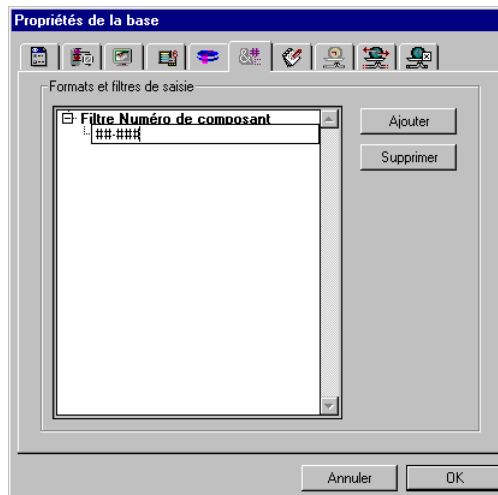 Propriétés de la base
&#
Formats et filtres de saisie
Filtre Numéro de composant
##-###
Ajouter
Supprimer
Annuler
OK